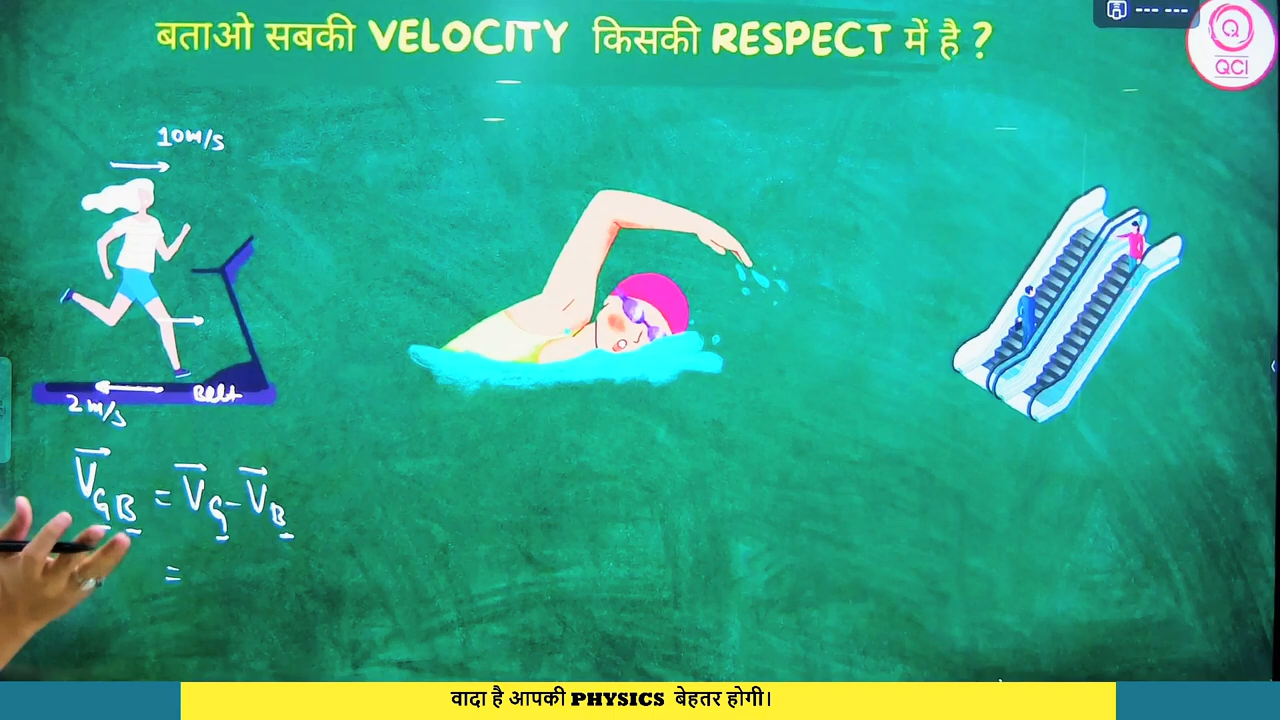 बताओ सबकी VELOCITY किसकी RESPECT में है ?
QCI
10m/s
Belt
2m/s
V⃗GB = V⃗G - V⃗B
=
वादा है आपकी PHYSICS बेहतर होगी।